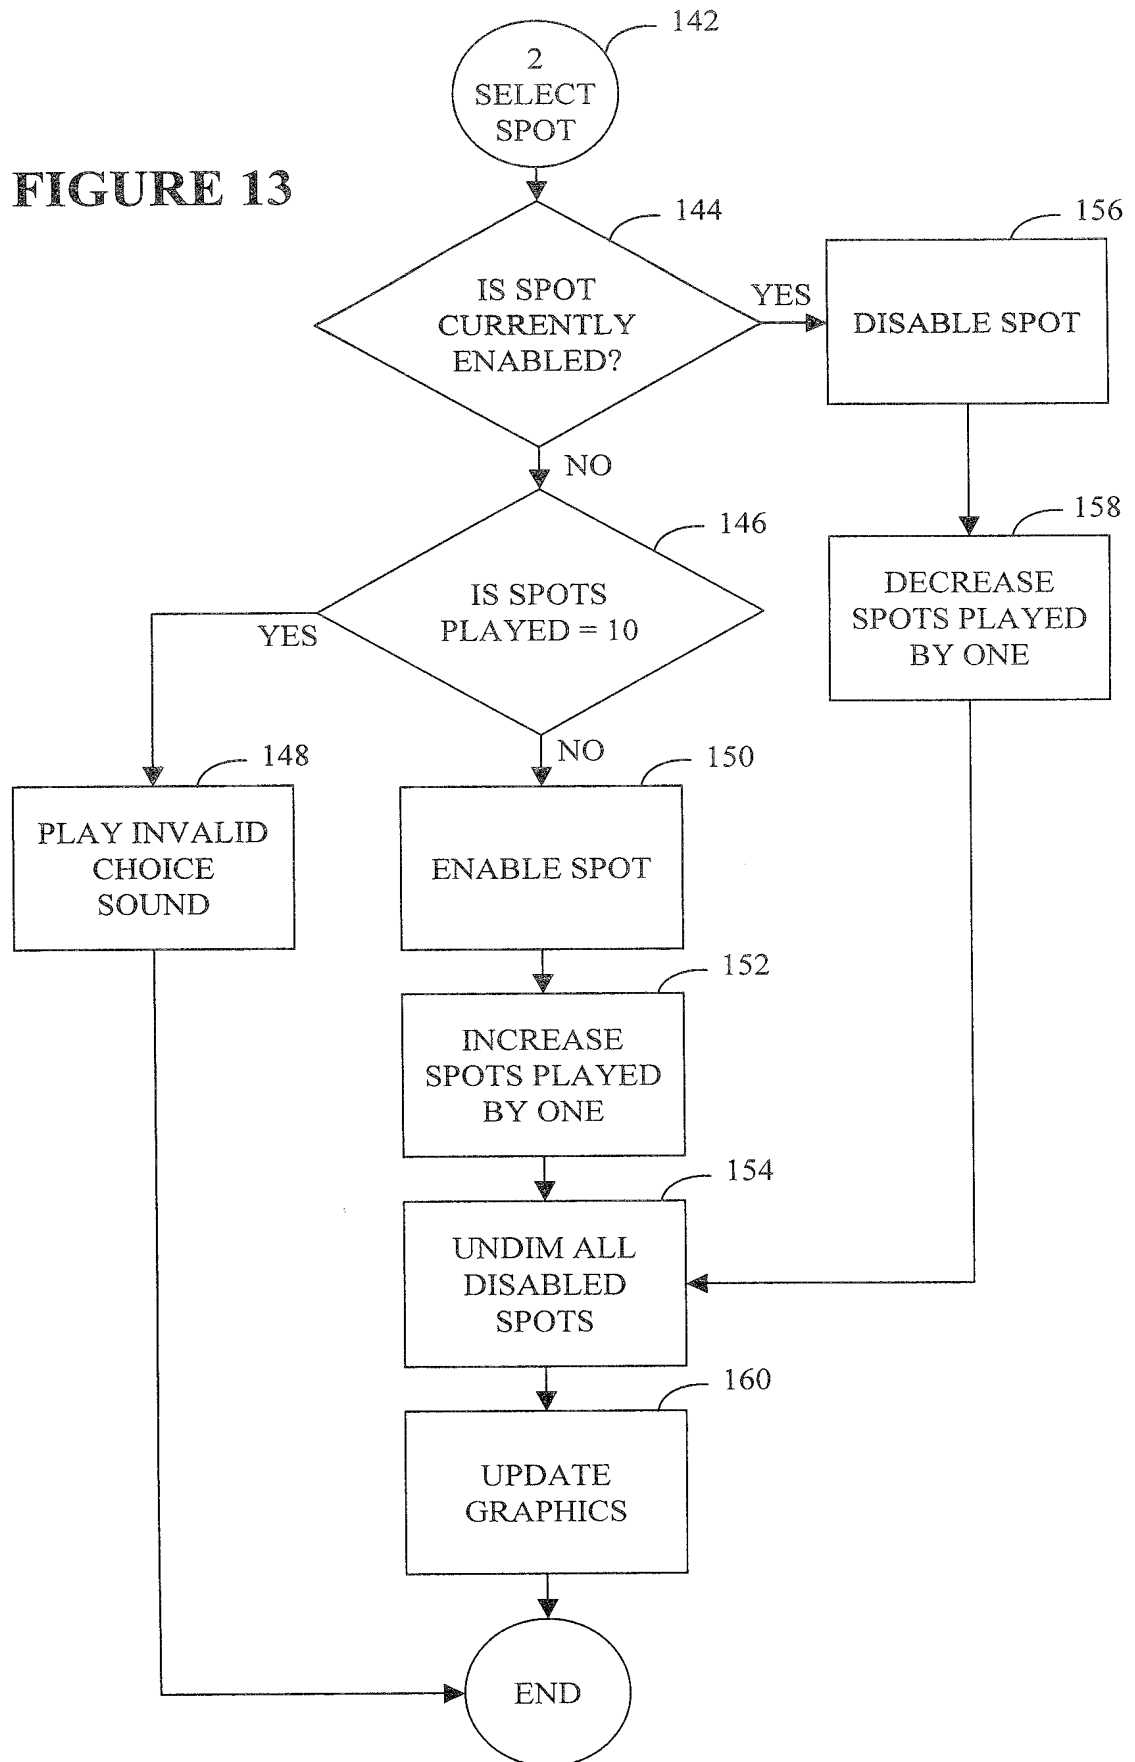 142
2
SELECT
SPOT
FIGURE 13
144
IS SPOT
CURRENTLY
ENABLED?
YES
156
DISABLE SPOT
NO
146
IS SPOTS
PLAYED = 10
YES
158
DECREASE
SPOTS PLAYED
BY ONE
NO
148
PLAY INVALID
CHOICE
SOUND
150
ENABLE SPOT
152
INCREASE
SPOTS PLAYED
BY ONE
154
UNDIM ALL
DISABLED
SPOTS
160
UPDATE
GRAPHICS
END